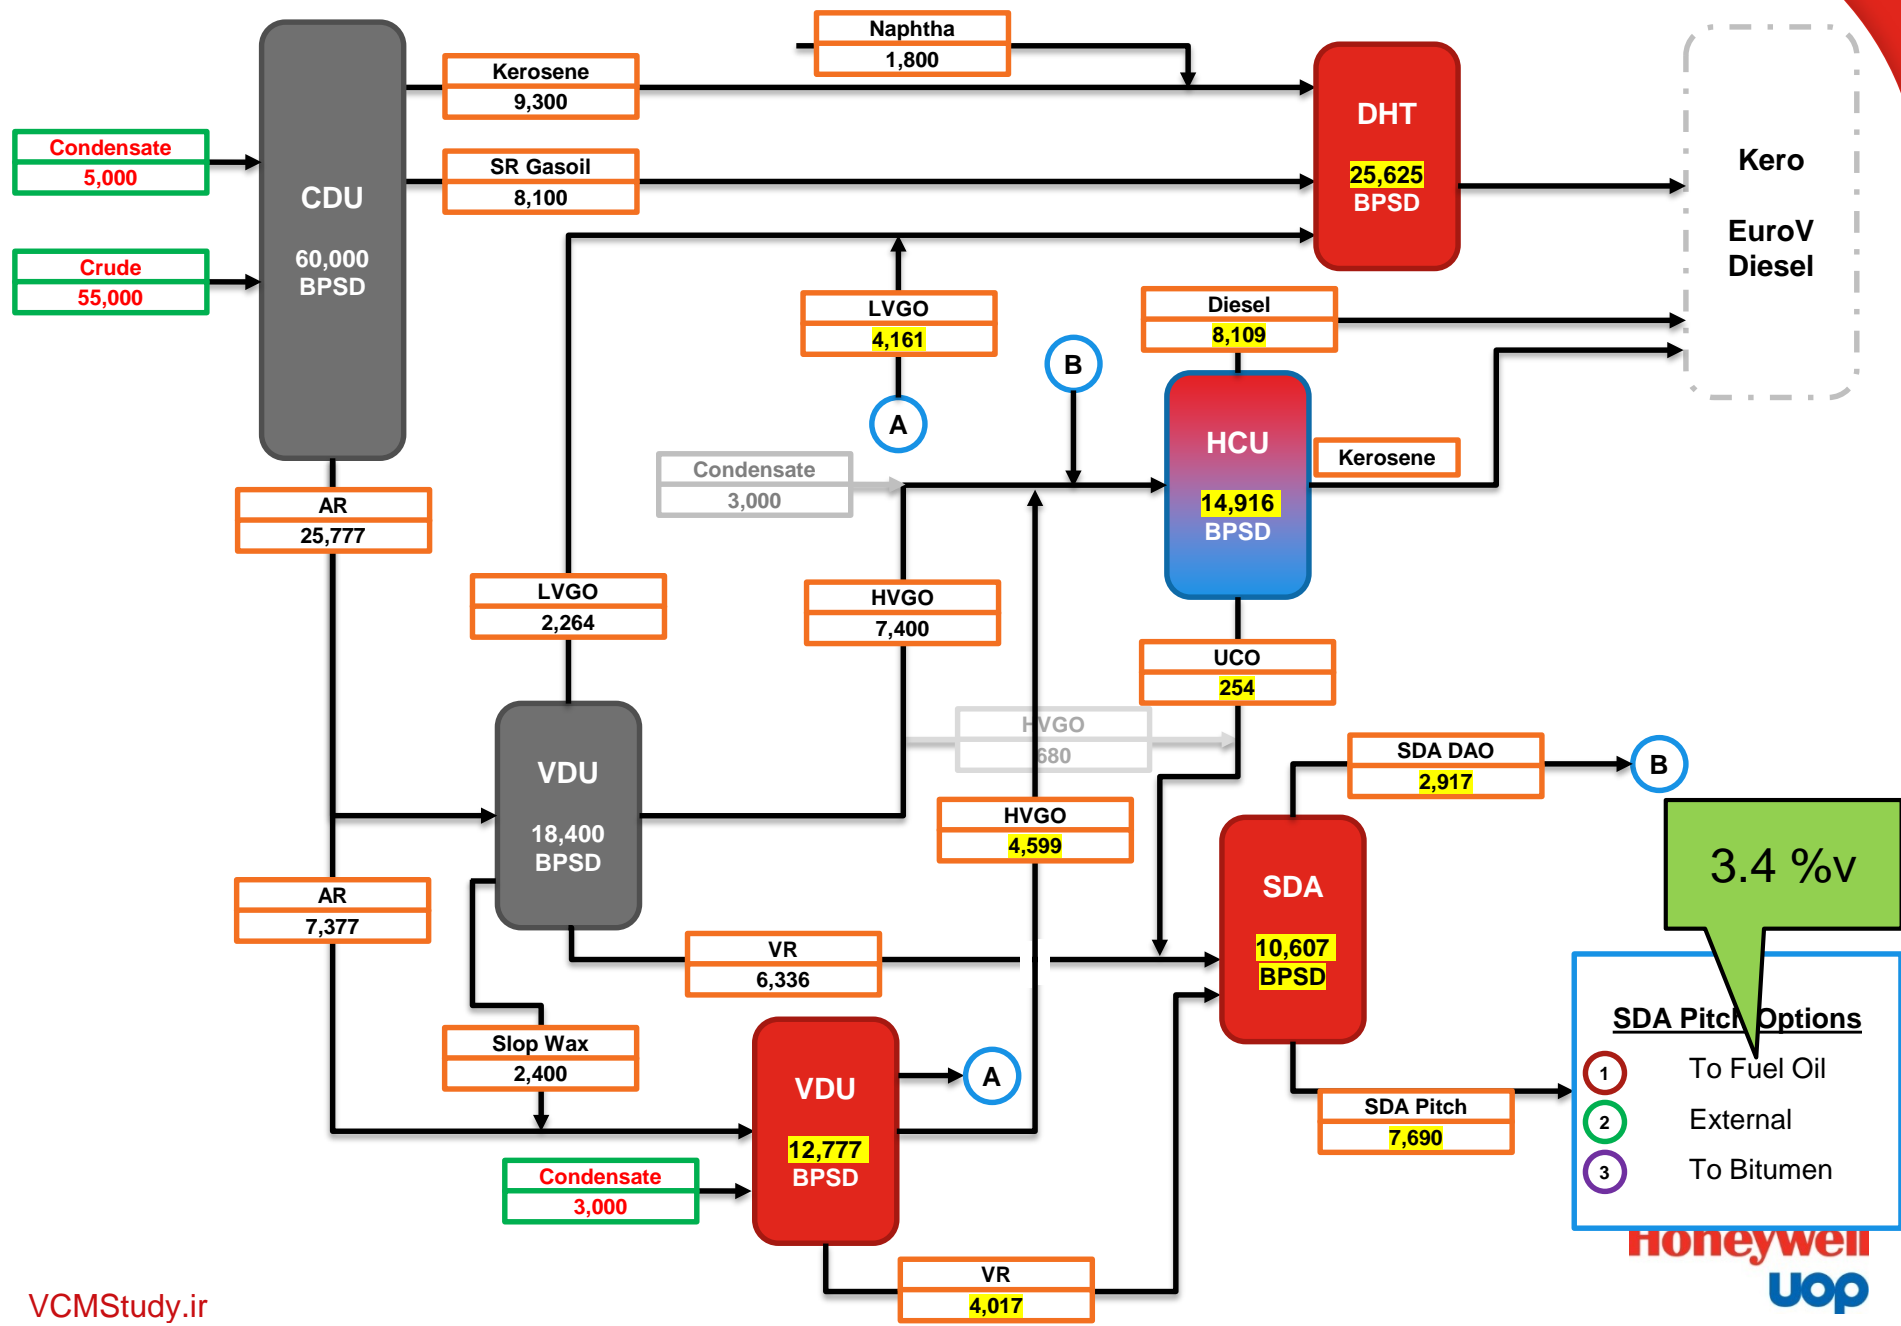 Naphtha
1,800
Kerosene
9,300
DHT
25,625
BPSD
Condensate
5,000
SR Gasoil
8,100
CDU
60,000
BPSD
Crude
55,000
Kero
EuroV
Diesel
LVGO
4,161
A
B
Diesel
8,109
HCU
14,916
BPSD
Kerosene
Condensate
3,000
AR
25,777
LVGO
2,264
HVGO
7,400
UCO
254
HVGO
680
VDU
18,400
BPSD
HVGO
4,599
SDA DAO
2,917
B
3.4 %v
SDA
10,607
BPSD
AR
7,377
VR
6,336
Slop Wax
2,400
VDU
12,777
BPSD
A
Condensate
3,000
VR
4,017
SDA Pitch
7,690
SDA Pitch Options
1 To Fuel Oil
2 External
3 To Bitumen
Honeywell
UOP
VCMStudy.ir